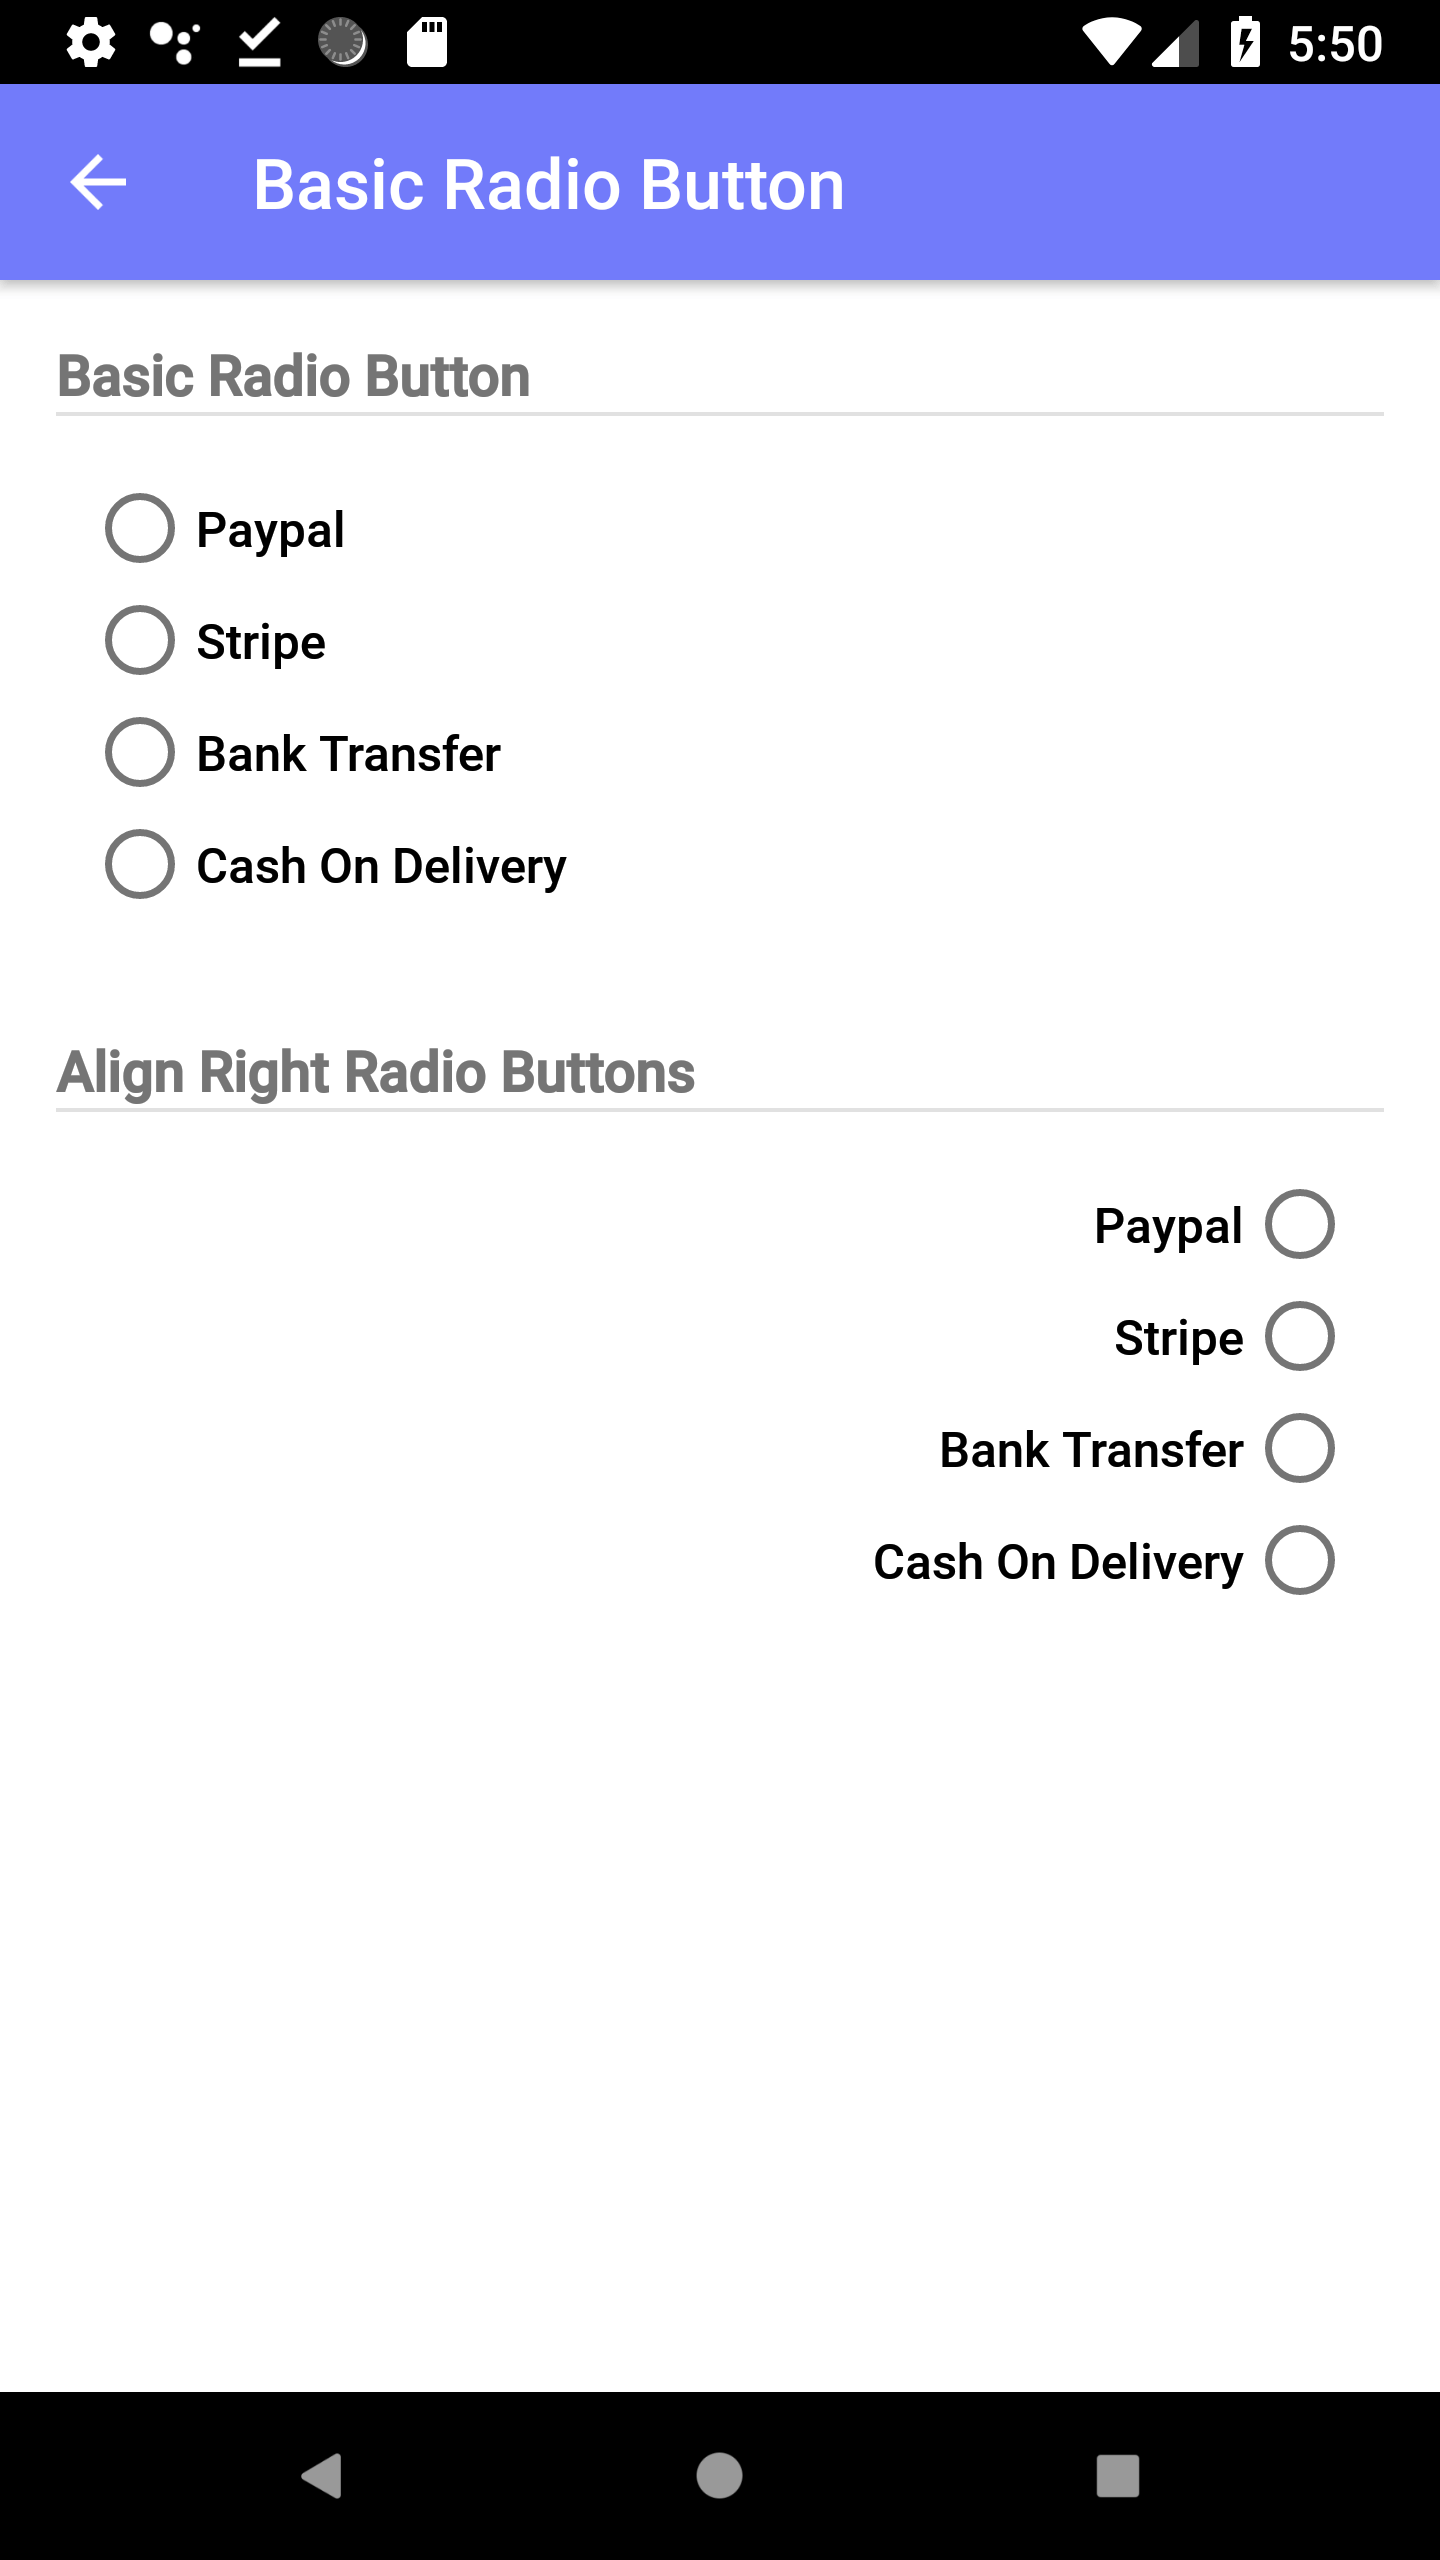 5:50
Basic Radio Button
Basic Radio Button
Paypal
Stripe
Bank Transfer
Cash On Delivery
Align Right Radio Buttons
Paypal
Stripe
Bank Transfer
Cash On Delivery